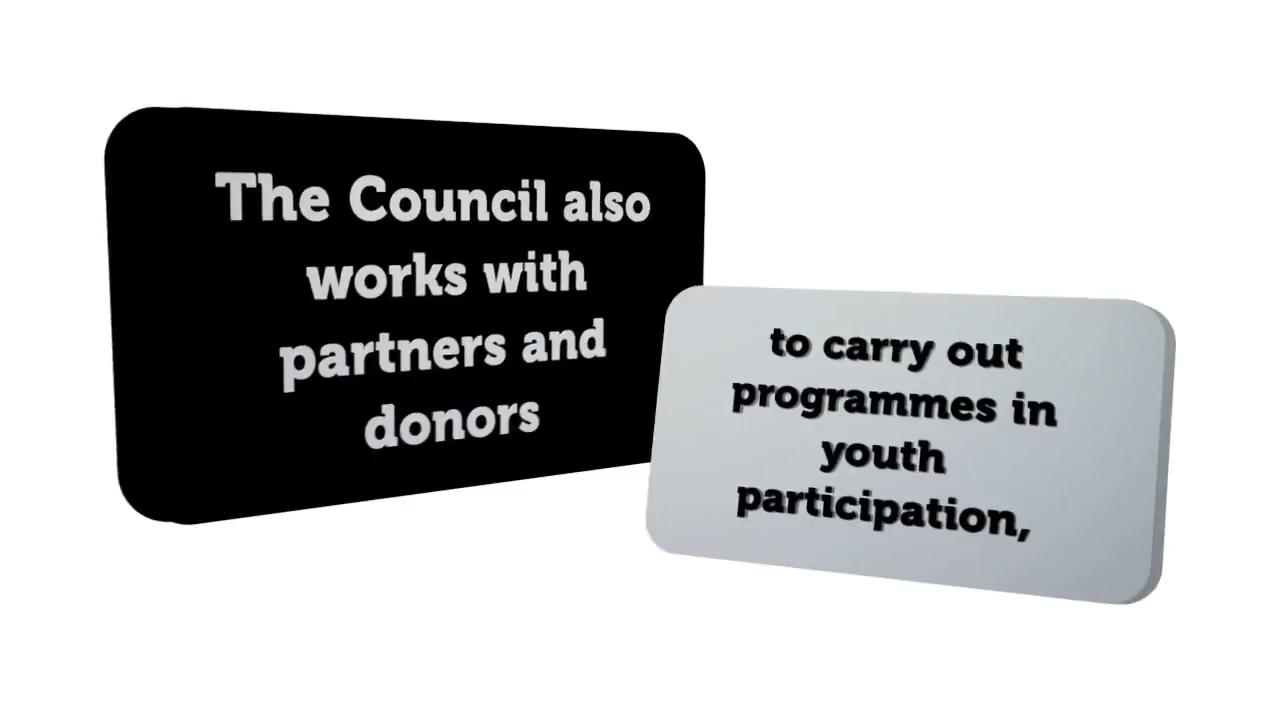 The Council also
works with
partners and
donors
to carry out
programmes in
youth
participation,